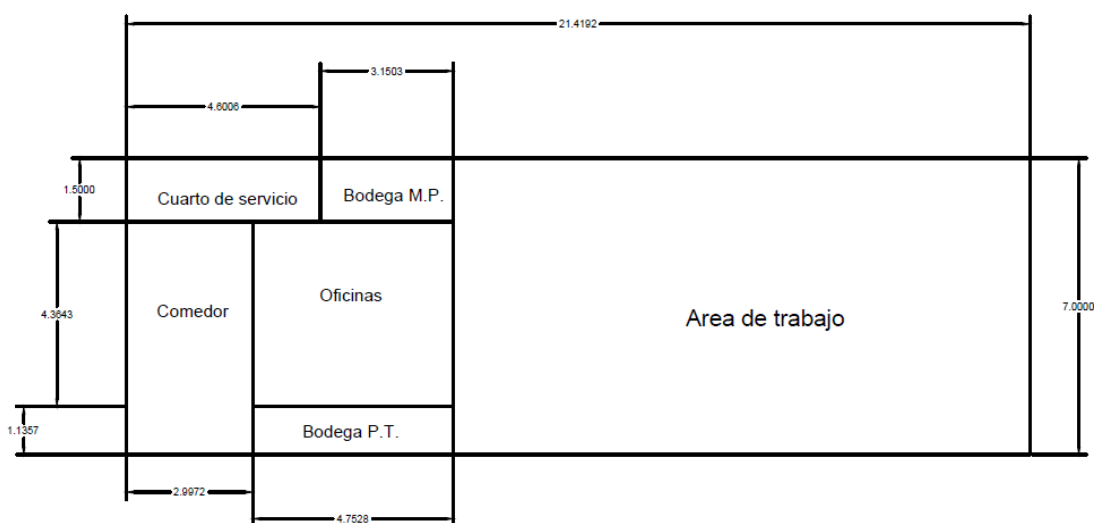 21.4192
3.1503
4.6006
1.5000
Cuarto de servicio
Bodega M.P.
4.3643
Comedor
Oficinas
Area de trabajo
7.0000
1.1357
Bodega P.T.
2.9972
4.7528